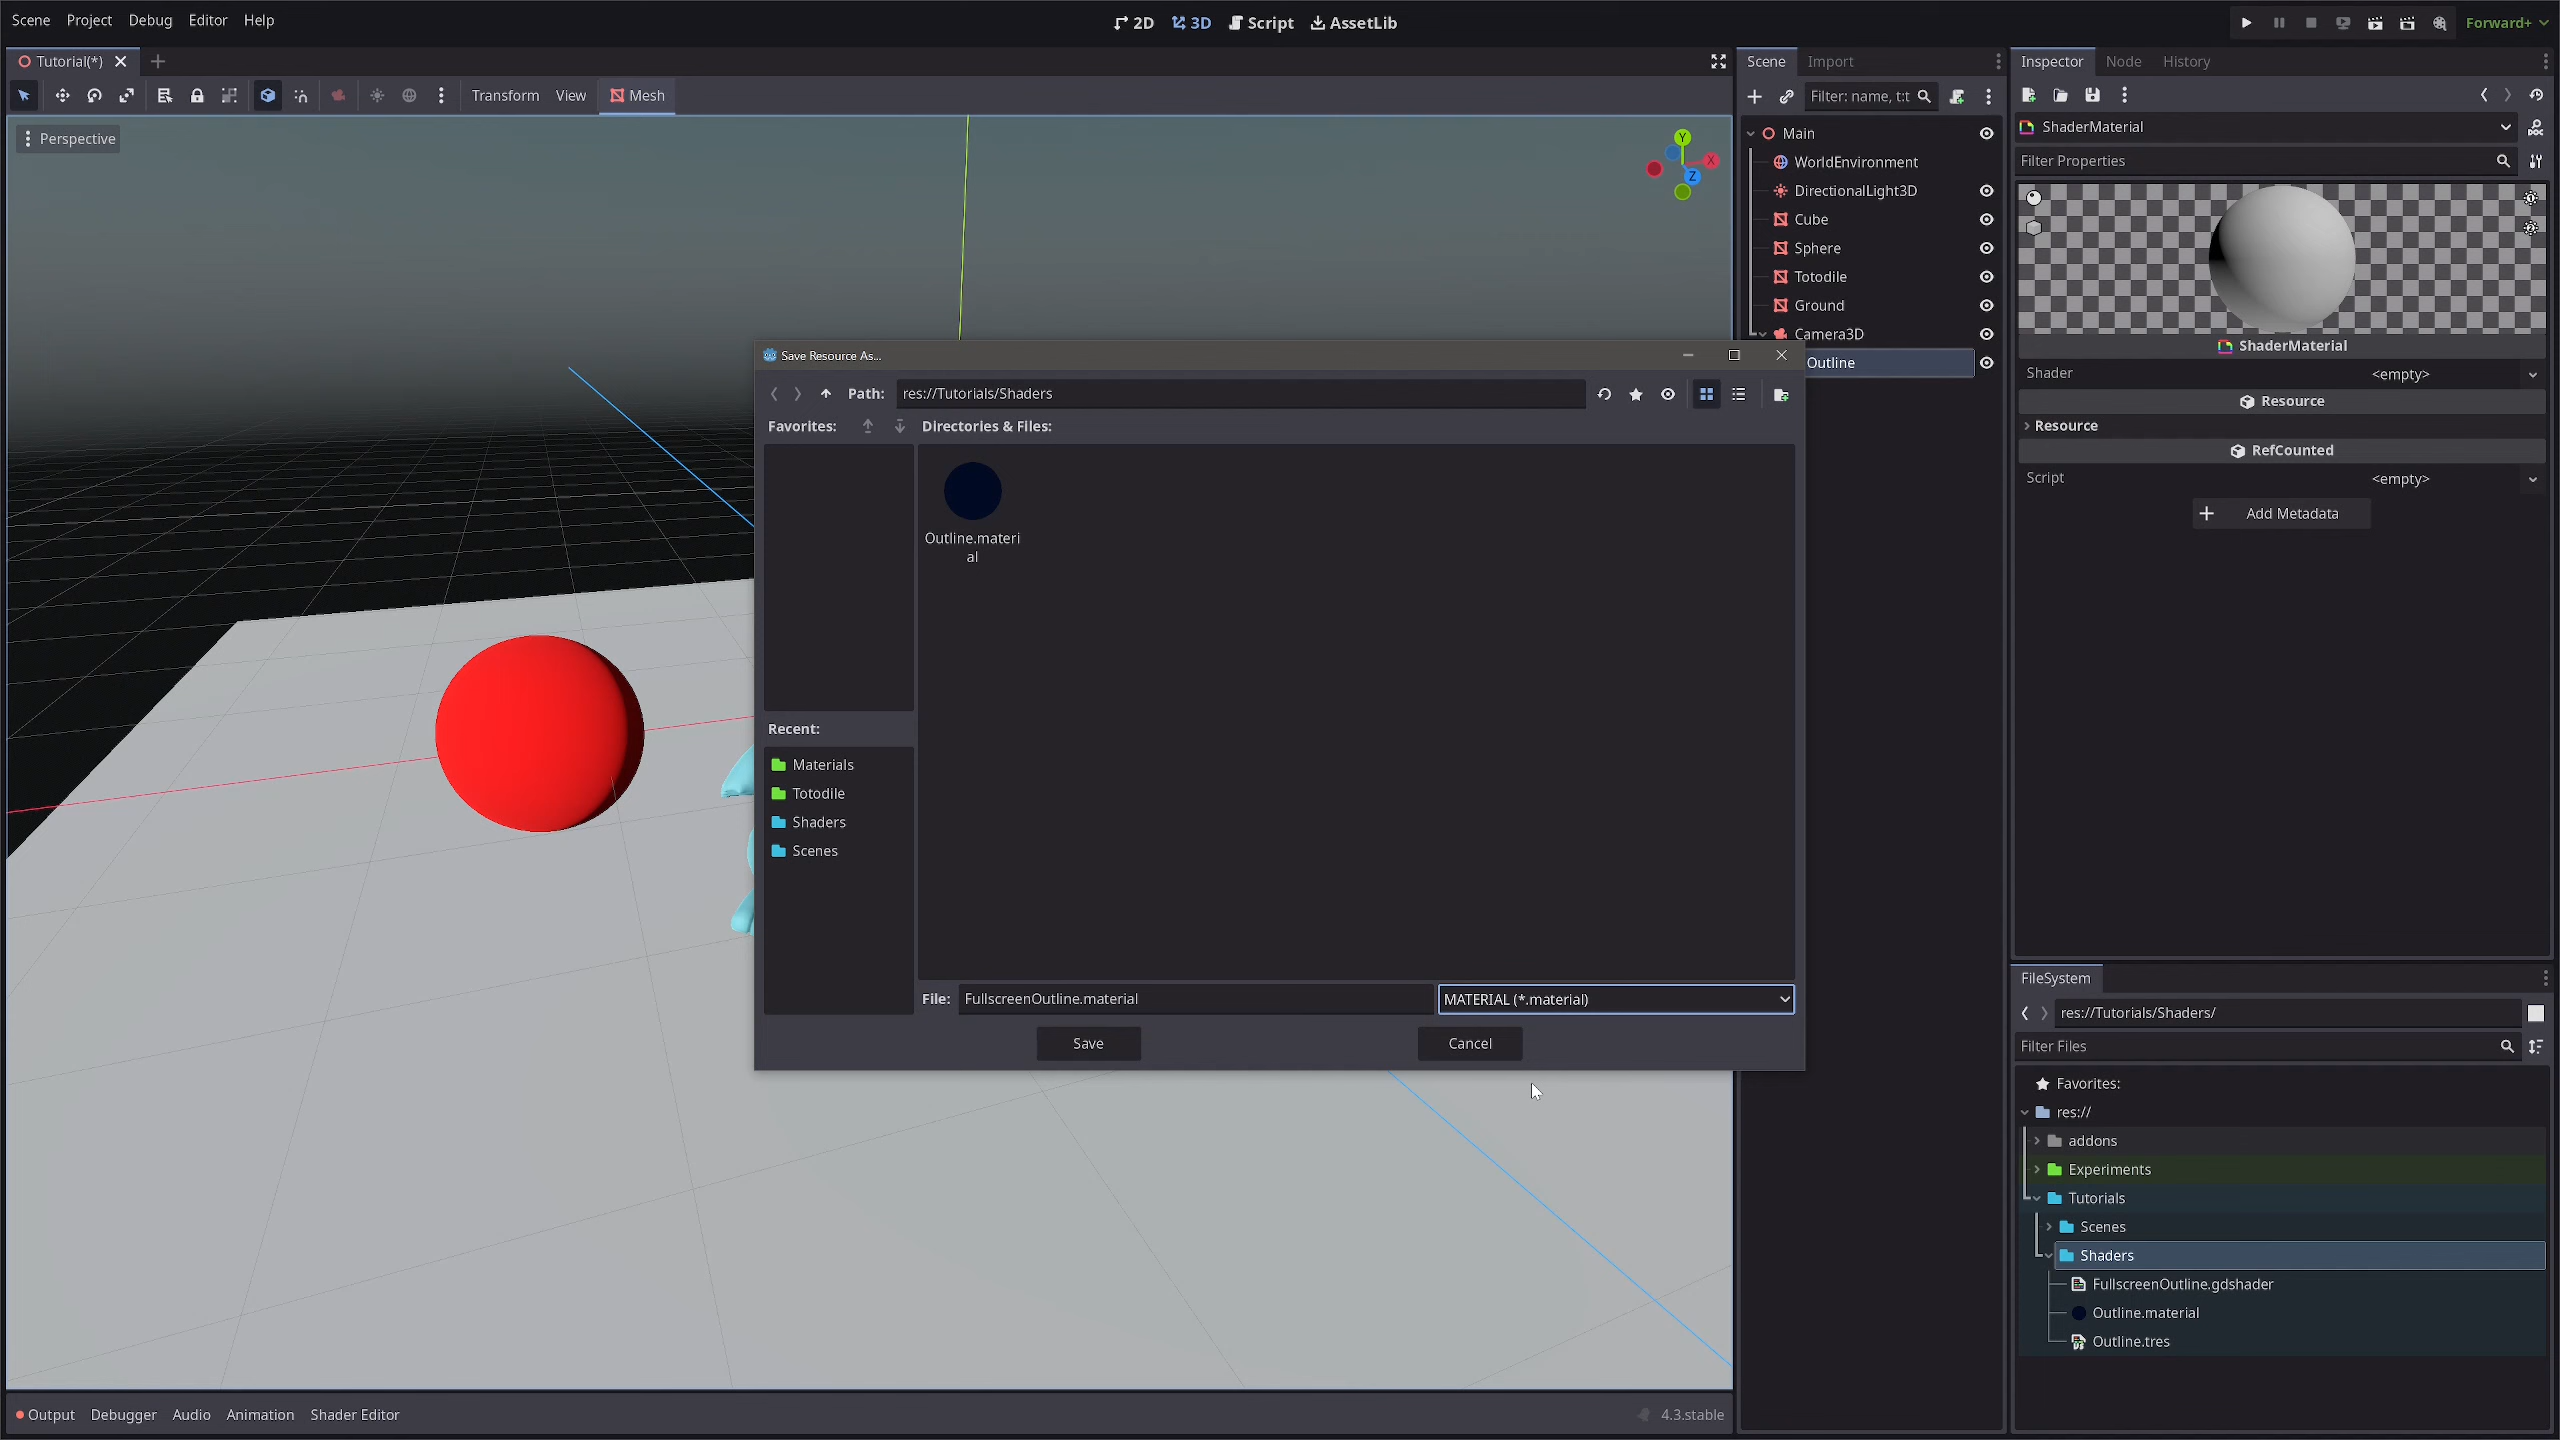 Scene Project Debug Editor Help
2D 3D Script AssetLib
Forward+
Tutorial(*)
Transform View Mesh
Perspective
Y
X
Z
Scene Import
Filter: name, t:t
Main
WorldEnvironment
DirectionalLight3D
Cube
Sphere
Totodile
Ground
Camera3D
Outline
Save Resource As...
Path: res://Tutorials/Shaders
Favorites:
Directories & Files:
Outline.materi
al
Recent:
Materials
Totodile
Shaders
Scenes
File: FullscreenOutline.material MATERIAL (*.material)
Save Cancel
Inspector Node History
ShaderMaterial
Filter Properties
ShaderMaterial
Shader <empty>
Resource
Resource
RefCounted
Script <empty>
Add Metadata
FileSystem
res://Tutorials/Shaders/
Filter Files
Favorites:
res://
addons
Experiments
Tutorials
Scenes
Shaders
FullscreenOutline.gdshader
Outline.material
Outline.tres
Output Debugger Audio Animation Shader Editor
4.3.stable